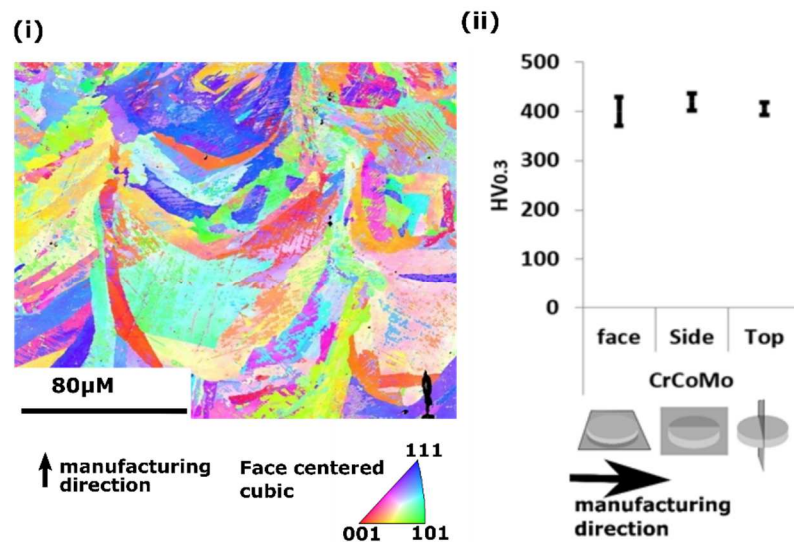 (i)
80µM
manufacturing
direction
Face centered
cubic
111
001
101
(ii)
500
400
300
200
100
0
HV0.3
face
Side
Top
CrCoMo
manufacturing
direction